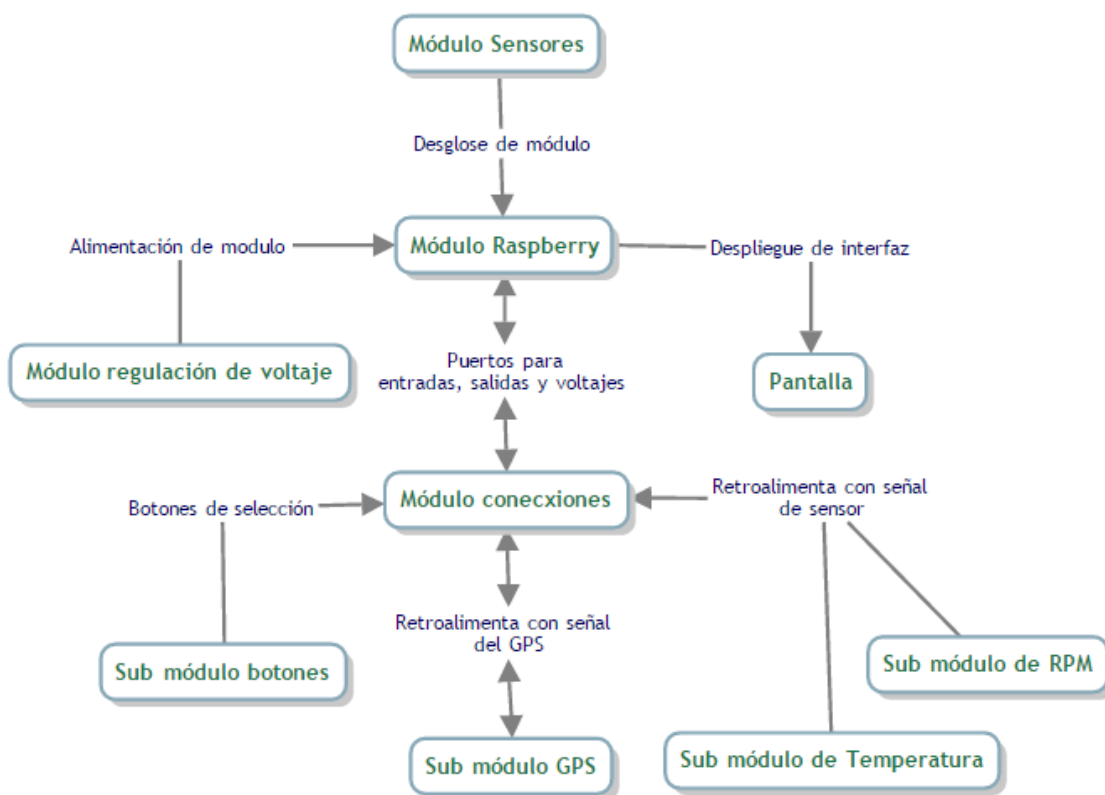 Módulo Sensores
Desglose de módulo
Alimentación de modulo
Módulo Raspberry
Despliegue de interfaz
Módulo regulación de voltaje
Puertos para
entradas, salidas y voltajes
Pantalla
Botones de selección
Módulo conecxiones
Retroalimenta con señal
de sensor
Retroalimenta con señal
del GPS
Sub módulo botones
Sub módulo de RPM
Sub módulo GPS
Sub módulo de Temperatura